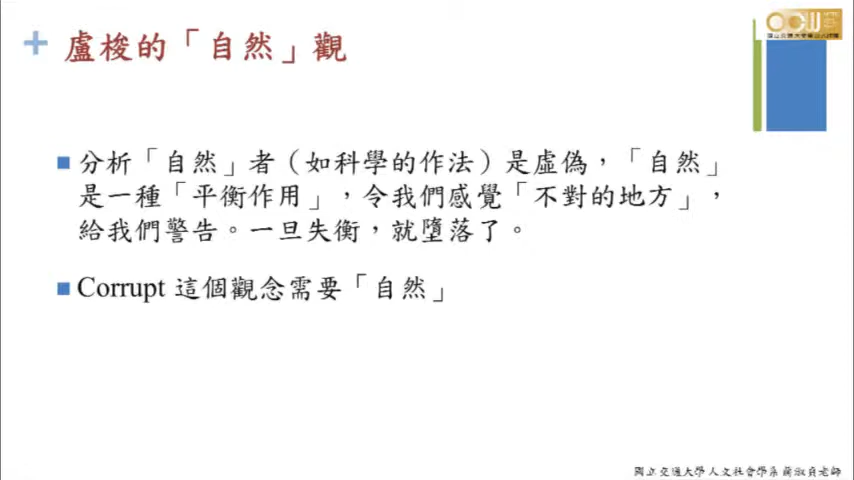 盧梭的「自然」觀
分析「自然」者（如科學的作法）是虛偽，「自然」
是一種「平衡作用」，令我們感覺「不對的地方」，
給我們警告。一旦失衡，就墮落了。
Corrupt 這個觀念需要「自然」
國立交通大學人文社會學系蔣淑貞老師